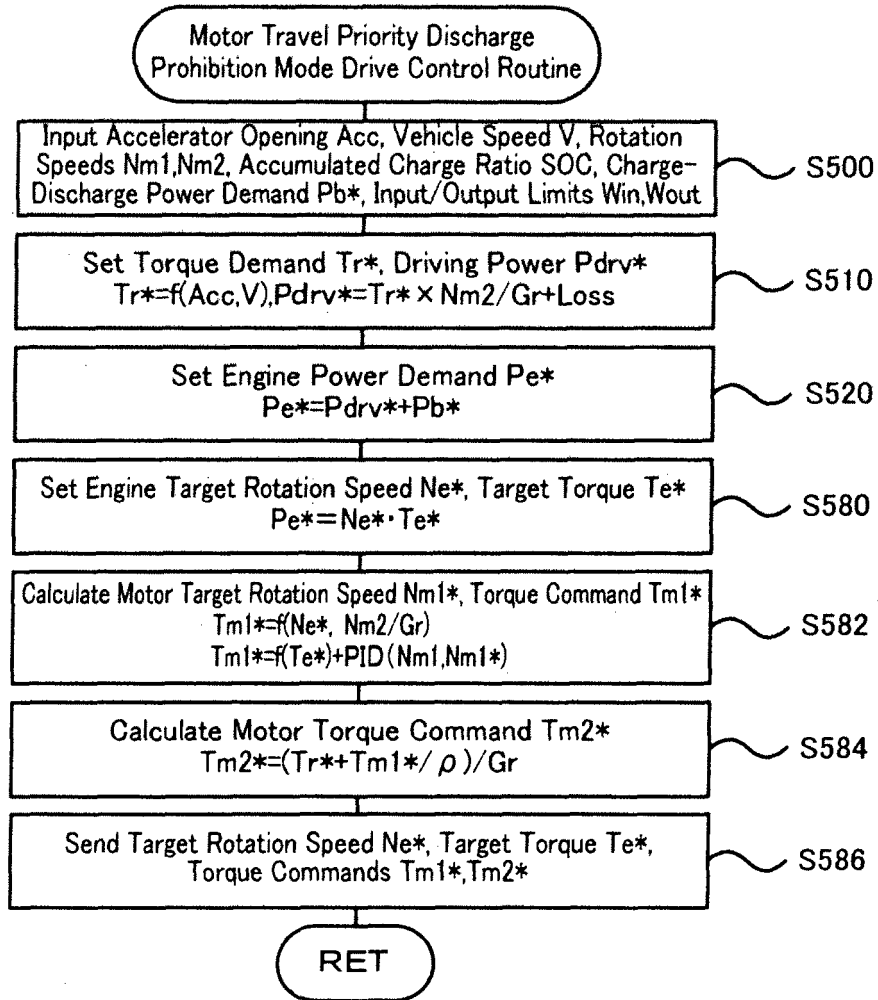 Motor Travel Priority Discharge
Prohibition Mode Drive Control Routine
Input Accelerator Opening Acc, Vehicle Speed V, Rotation
Speeds Nm1,Nm2, Accumulated Charge Ratio SOC, Charge-
Discharge Power Demand Pb*, Input/Output Limits Win,Wout
S500
Set Torque Demand Tr*, Driving Power Pdrv*
Tr*=f(Acc,V),Pdrv*=Tr*×Nm2/Gr+Loss
S510
Set Engine Power Demand Pe*
Pe*=Pdrv*+Pb*
S520
Set Engine Target Rotation Speed Ne*, Target Torque Te*
Pe*=Ne*·Te*
S580
Calculate Motor Target Rotation Speed Nm1*, Torque Command Tm1*
Tm1*=f(Ne*, Nm2/Gr)
Tm1*=f(Te*)+PID(Nm1,Nm1*)
S582
Calculate Motor Torque Command Tm2*
Tm2*=(Tr*+Tm1*/ρ)/Gr
S584
Send Target Rotation Speed Ne*, Target Torque Te*,
Torque Commands Tm1*,Tm2*
S586
RET